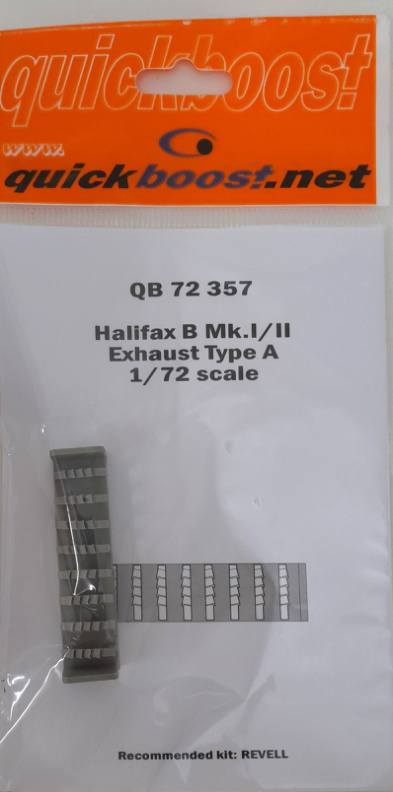 quickboost
www.
quickboost.net
QB 72 357
Halifax B Mk.I/II
Exhaust Type A
1/72 scale
Recommended kit: REVELL